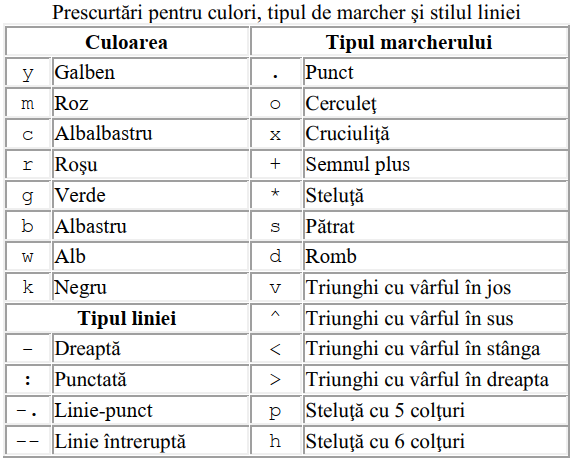 Prescurtări pentru culori, tipul de marcher şi stilul liniei
Culoarea Tipul marcherului
y Galben . Punct
m Roz o Cerculeţ
c Albalbastru x Cruciuliţă
r Roşu + Semnul plus
g Verde * Steluţă
b Albastru s Pătrat
w Alb d Romb
k Negru v Triunghi cu vârful în jos
Tipul liniei ^ Triunghi cu vârful în sus
- Dreaptă < Triunghi cu vârful în stânga
: Punctată > Triunghi cu vârful în dreapta
-. Linie-punct p Steluţă cu 5 colţuri
-- Linie întreruptă h Steluţă cu 6 colţuri